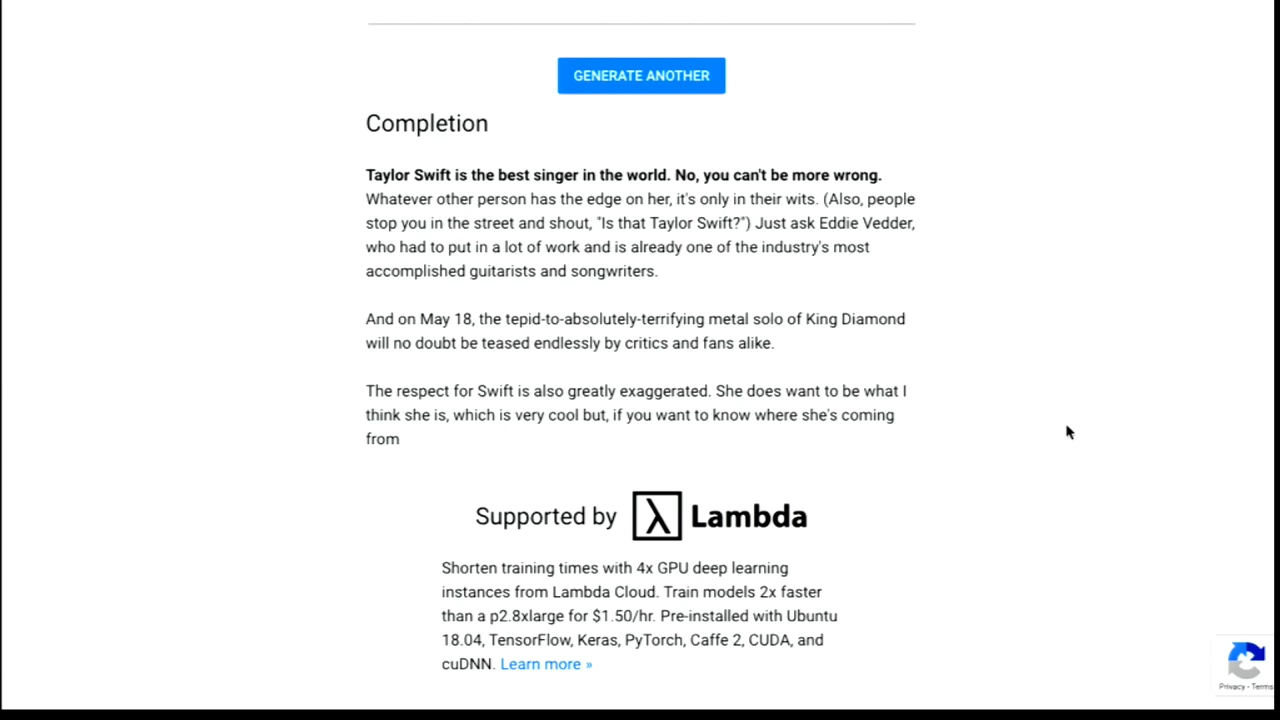 GENERATE ANOTHER
Completion
Taylor Swift is the best singer in the world. No, you can't be more wrong.
Whatever other person has the edge on her, it's only in their wits. (Also, people
stop you in the street and shout, "Is that Taylor Swift?") Just ask Eddie Vedder,
who had to put in a lot of work and is already one of the industry's most
accomplished guitarists and songwriters.
And on May 18, the tepid-to-absolutely-terrifying metal solo of King Diamond
will no doubt be teased endlessly by critics and fans alike.
The respect for Swift is also greatly exaggerated. She does want to be what I
think she is, which is very cool but, if you want to know where she's coming
from
Supported by λ Lambda
Shorten training times with 4x GPU deep learning
instances from Lambda Cloud. Train models 2x faster
than a p2.8xlarge for $1.50/hr. Pre-installed with Ubuntu
18.04, TensorFlow, Keras, PyTorch, Caffe 2, CUDA, and
cuDNN. Learn more »
Privacy - Terms